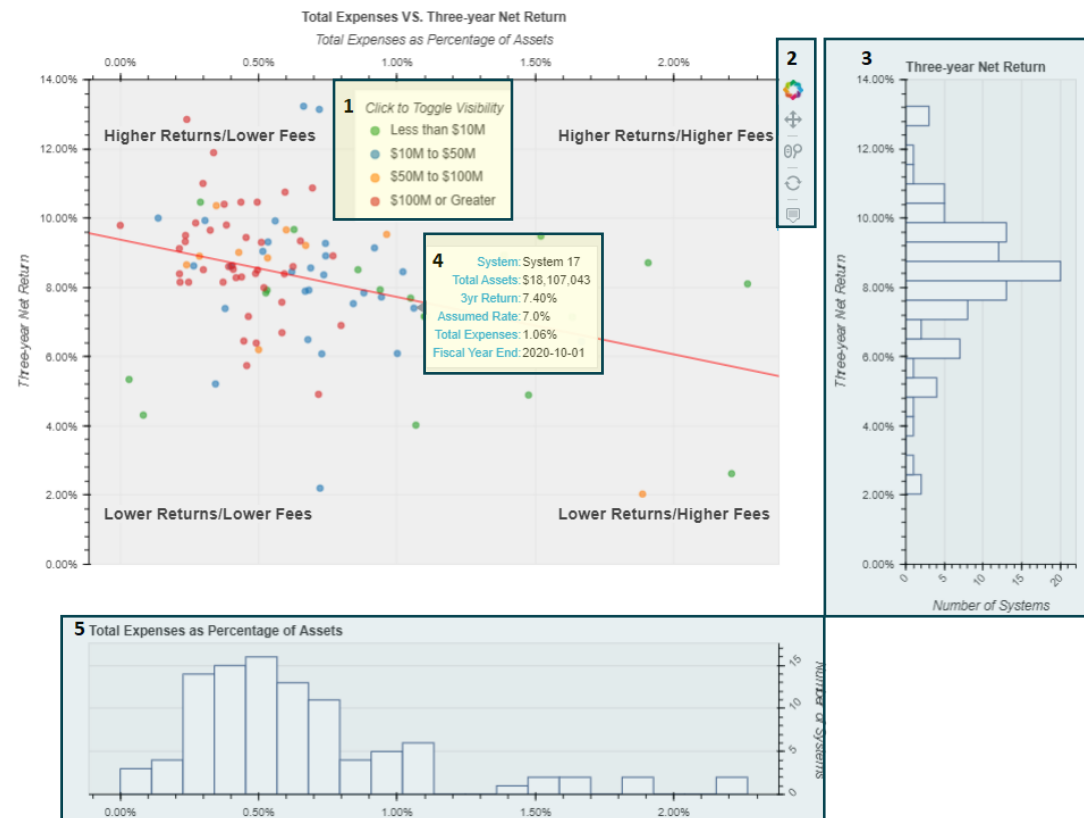 Total Expenses VS. Three-year Net Return
Total Expenses as Percentage of Assets
0.00% 0.50% 1.00% 1.50% 2.00%
14.00%
12.00%
10.00%
8.00%
6.00%
4.00%
2.00%
0.00%
Three-year Net Return
Higher Returns/Lower Fees
Higher Returns/Higher Fees
Lower Returns/Lower Fees
Lower Returns/Higher Fees
1 Click to Toggle Visibility
Less than $10M
$10M to $50M
$50M to $100M
$100M or Greater
4 System: System 17
Total Assets: $18,107,043
3yr Return: 7.40%
Assumed Rate: 7.0%
Total Expenses: 1.06%
Fiscal Year End: 2020-10-01
2
3
Three-year Net Return
14.00%
12.00%
10.00%
8.00%
6.00%
4.00%
2.00%
0.00%
Three-year Net Return
0 5 10 15 20
Number of Systems
5 Total Expenses as Percentage of Assets
15
10
5
0
Number of Systems
0.00% 0.50% 1.00% 1.50% 2.00%